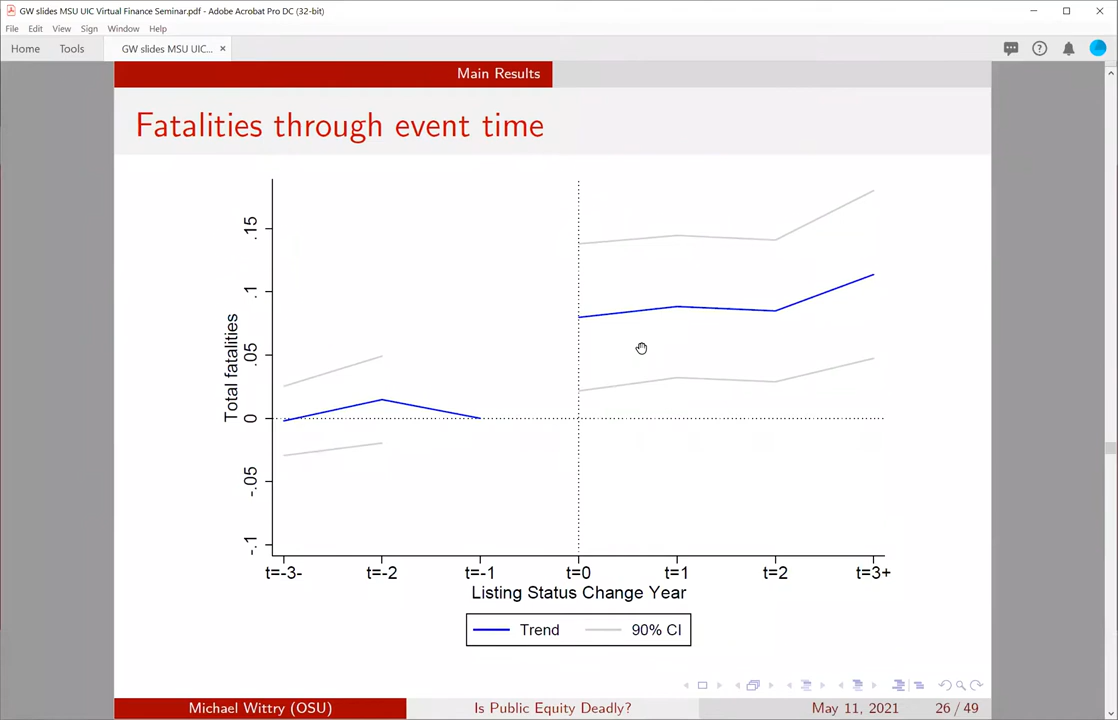 GW slides MSU UIC Virtual Finance Seminar.pdf - Adobe Acrobat Pro DC (32-bit)
File Edit View Sign Window Help
Home Tools GW slides MSU UIC... ×
Main Results
Fatalities through event time
Total fatalities
.15
.1
.05
0
-.05
-.1
t=-3- t=-2 t=-1 t=0 t=1 t=2 t=3+
Listing Status Change Year
Trend 90% CI
Michael Wittry (OSU) Is Public Equity Deadly? May 11, 2021 26 / 49